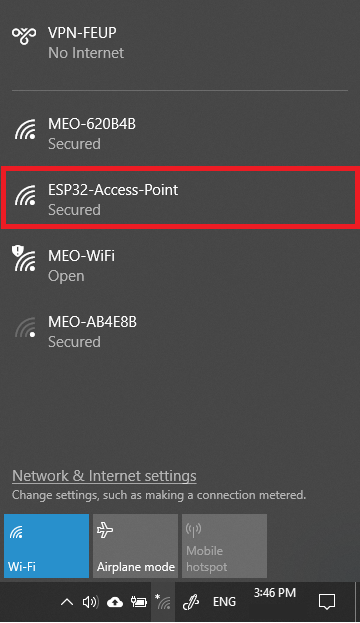 VPN-FEUP
No Internet
MEO-620B4B
Secured
ESP32-Access-Point
Secured
MEO-WiFi
Open
MEO-AB4E8B
Secured
Network & Internet settings
Change settings, such as making a connection metered.
Wi-Fi
Airplane mode
Mobile
hotspot
ENG
3:46 PM